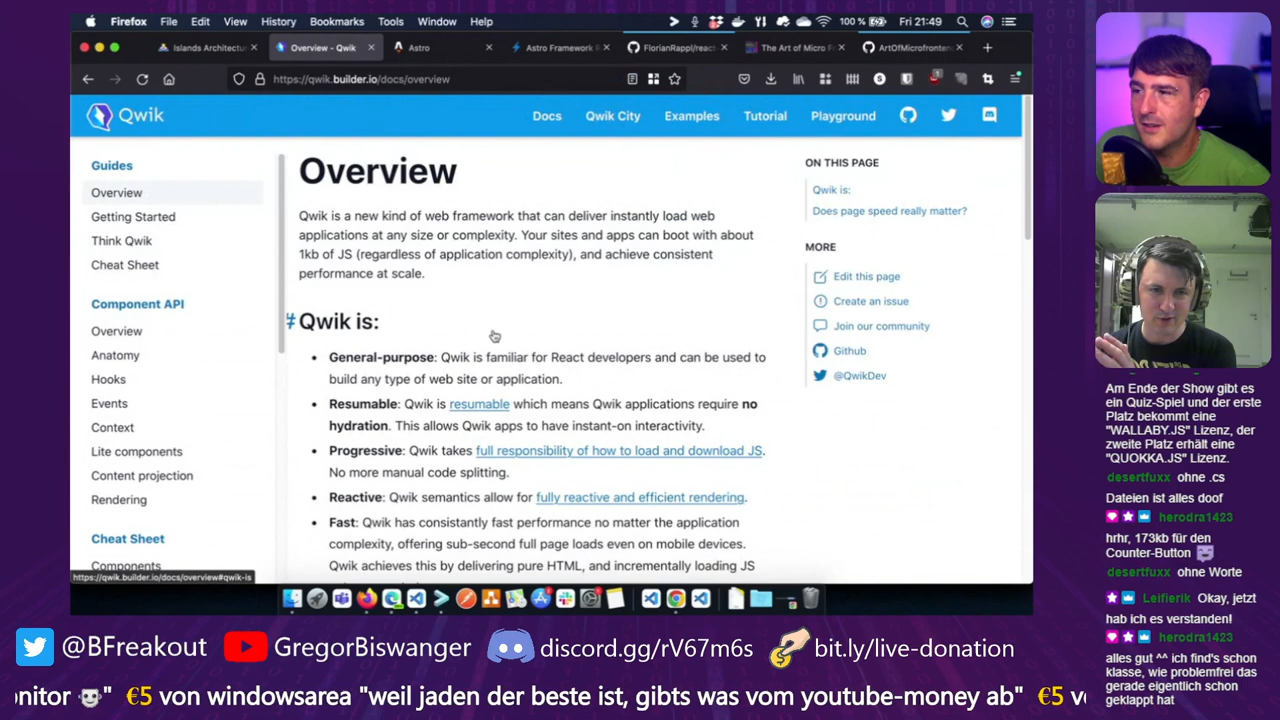 Firefox File Edit View History Bookmarks Tools Window Help
100 % Fri 21:49
Islands Architectu
Overview - Qwik
Astro
Astro Framework F
FlorianRappl/react
The Art of Micro F
ArtOfMicrofronten
https://qwik.builder.io/docs/overview
Qwik
Docs Qwik City Examples Tutorial Playground
Guides
Overview
Getting Started
Think Qwik
Cheat Sheet
Component API
Overview
Anatomy
Hooks
Events
Context
Lite components
Content projection
Rendering
Cheat Sheet
Components
https://qwik.builder.io/docs/overview#qwik-is
Overview
Qwik is a new kind of web framework that can deliver instantly load web
applications at any size or complexity. Your sites and apps can boot with about
1kb of JS (regardless of application complexity), and achieve consistent
performance at scale.
# Qwik is:
• General-purpose: Qwik is familiar for React developers and can be used to
build any type of web site or application.
• Resumable: Qwik is resumable which means Qwik applications require no
hydration. This allows Qwik apps to have instant-on interactivity.
• Progressive: Qwik takes full responsibility of how to load and download JS.
No more manual code splitting.
• Reactive: Qwik semantics allow for fully reactive and efficient rendering.
• Fast: Qwik has consistantly fast performance no matter the application
complexity, offering sub-second full page loads even on mobile devices.
Qwik achieves this by delivering pure HTML, and incrementally loading JS
ON THIS PAGE
Qwik is:
Does page speed really matter?
MORE
Edit this page
Create an issue
Join our community
Github
@QwikDev
Am Ende der Show gibt es
ein Quiz-Spiel und der erste
Platz bekommt eine
"WALLABY.JS" Lizenz, der
zweite Platz erhält eine
"QUOKKA.JS" Lizenz.
desertfuxx ohne .cs
Dateien ist alles doof
herodra1423
hrhr, 173kb für den
Counter-Button
desertfuxx ohne Worte
Leifierik Okay, jetzt
hab ich es verstanden!
herodra1423
alles gut ^^ ich find's schon
klasse, wie problemfrei das
gerade eigentlich schon
geklappt hat
@BFreakout GregorBiswanger discord.gg/rV67m6s bit.ly/live-donation
onitor 🤖" €5 von windowsarea "weil jaden der beste ist, gibts was vom youtube-money ab" €5 v